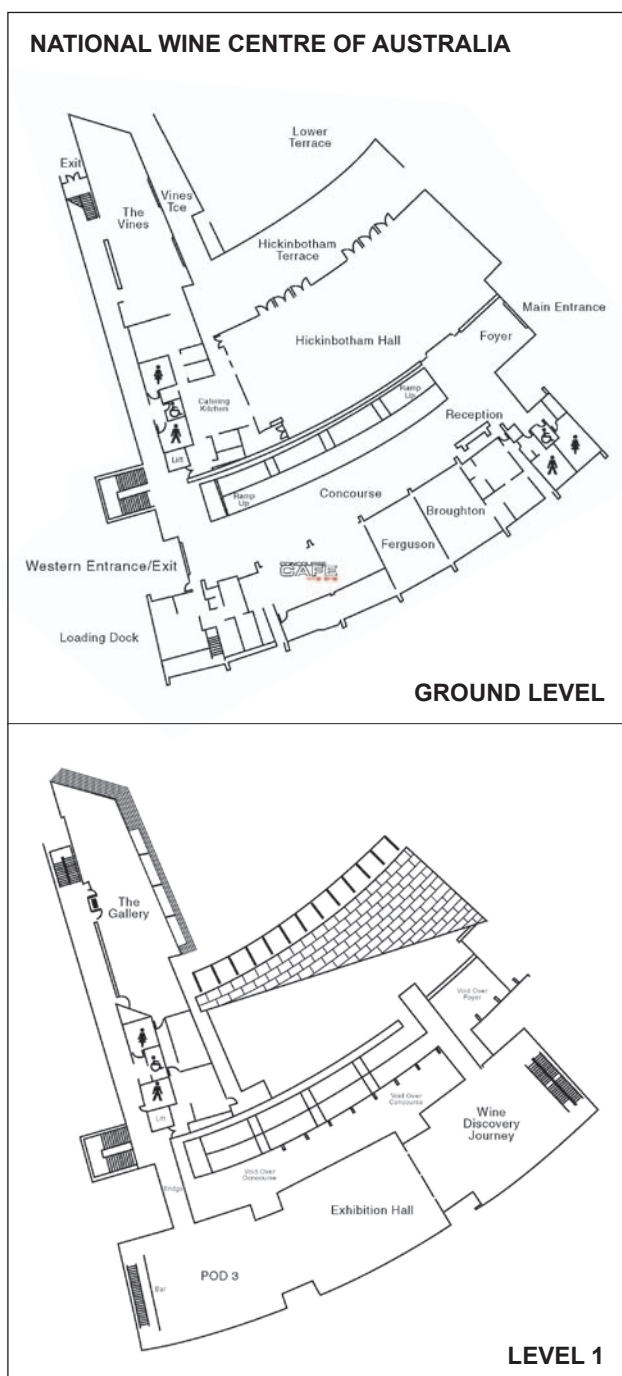 NATIONAL WINE CENTRE OF AUSTRALIA
Lower
Terrace
Exit
Vines
Tce
The
Vines
Hickinbotham
Terrace
Main Entrance
Hickinbotham Hall
Foyer
Catering
Kitchen
Ramp
Up
Reception
Lift
Ramp
Up
Concourse
Broughton
Ferguson
Western Entrance/Exit
CONCOURSE
CAFE
Loading Dock
GROUND LEVEL
The
Gallery
Void Over
Foyer
Void Over
Concourse
Lift
Wine
Discovery
Journey
Void Over
Concourse
Bridge
Exhibition Hall
POD 3
Bar
LEVEL 1